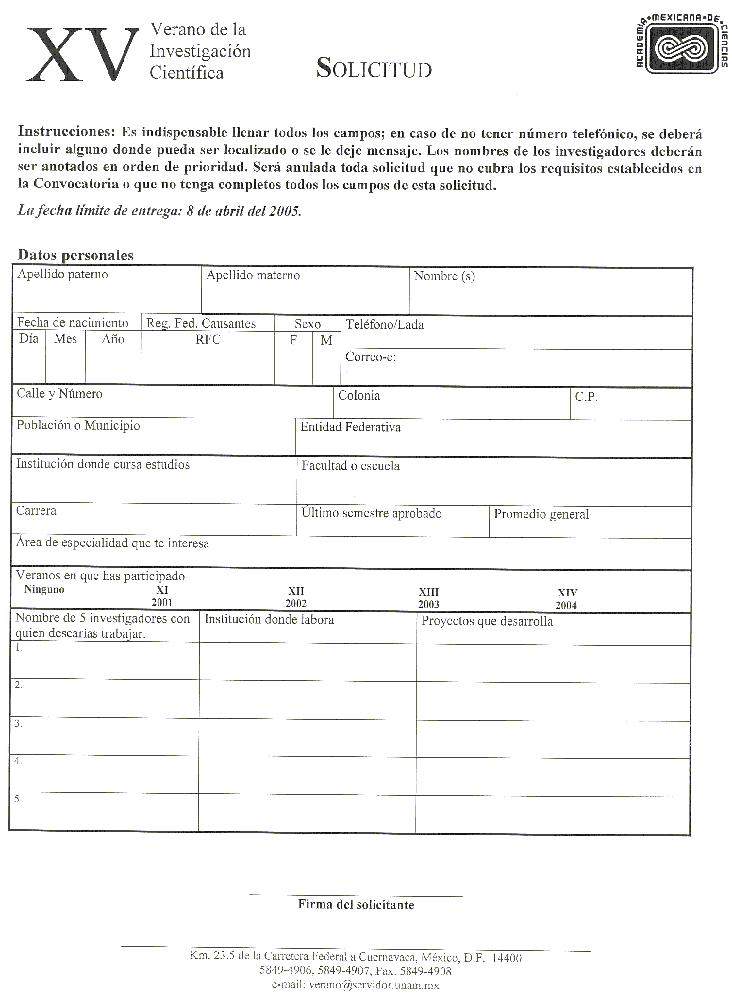 XV
Verano de la
Investigación
Científica
SOLICITUD
ACADEMIA•MEXICANA•DE•CIENCIAS
Instrucciones: Es indispensable llenar todos los campos; en caso de no tener número telefónico, se deberá
incluir alguno donde pueda ser localizado o se le deje mensaje. Los nombres de los investigadores deberán
ser anotados en orden de prioridad. Será anulada toda solicitud que no cubra los requisitos establecidos en
la Convocatoria o que no tenga completos todos los campos de esta solicitud.
La fecha límite de entrega: 8 de abril del 2005.
Datos personales
Apellido paterno Apellido materno Nombre (s)
Fecha de nacimiento Reg. Fed. Causantes Sexo Teléfono/Lada
Día Mes Año RFC F M
Correo-e:
Calle y Número Colonia C.P.
Población o Municipio Entidad Federativa
Institución donde cursa estudios Facultad o escuela
Carrera Último semestre aprobado Promedio general
Área de especialidad que te interesa
Veranos en que has participado
Ninguno XI XII XIII XIV
2001 2002 2003 2004
Nombre de 5 investigadores con Institución donde labora Proyectos que desarrolla
quien desearías trabajar.
1.
2.
3.
4.
5.
Firma del solicitante
Km. 23.5 de la Carretera Federal a Cuernavaca, México, D.F. 14400
5849-4906, 5849-4907, Fax. 5849-4908
e-mail: verano@servidor.unam.mx